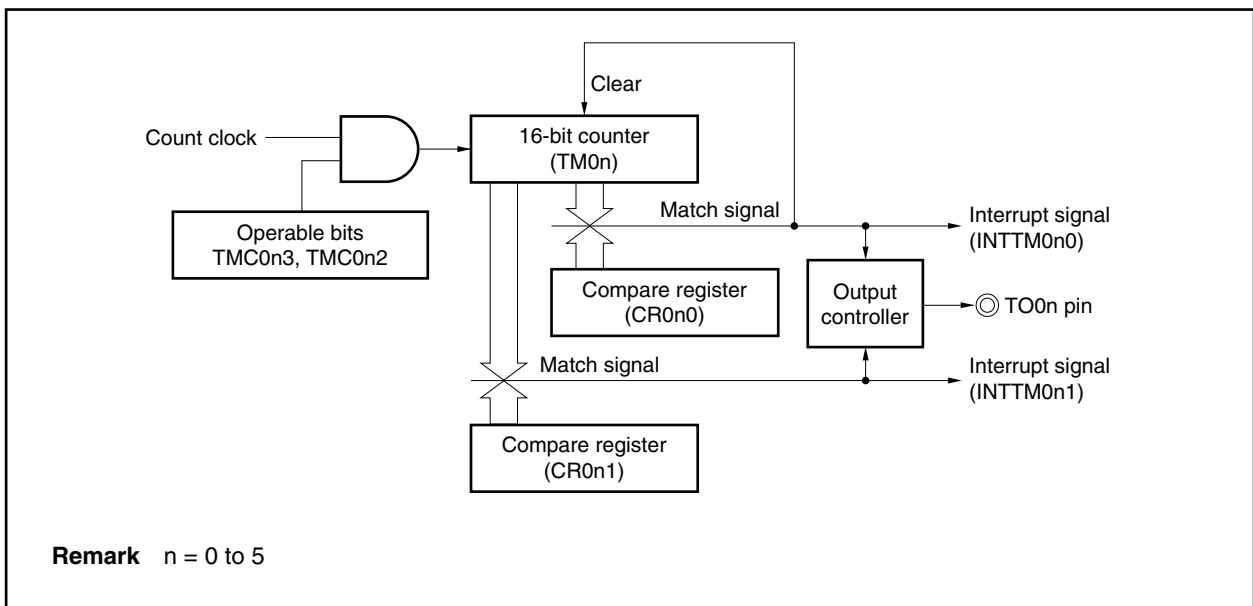 Clear
Count clock
16-bit counter
(TM0n)
Operable bits
TMC0n3, TMC0n2
Match signal
Interrupt signal
(INTTM0n0)
Compare register
(CR0n0)
Output
controller
TO0n pin
Match signal
Interrupt signal
(INTTM0n1)
Compare register
(CR0n1)
Remark n = 0 to 5